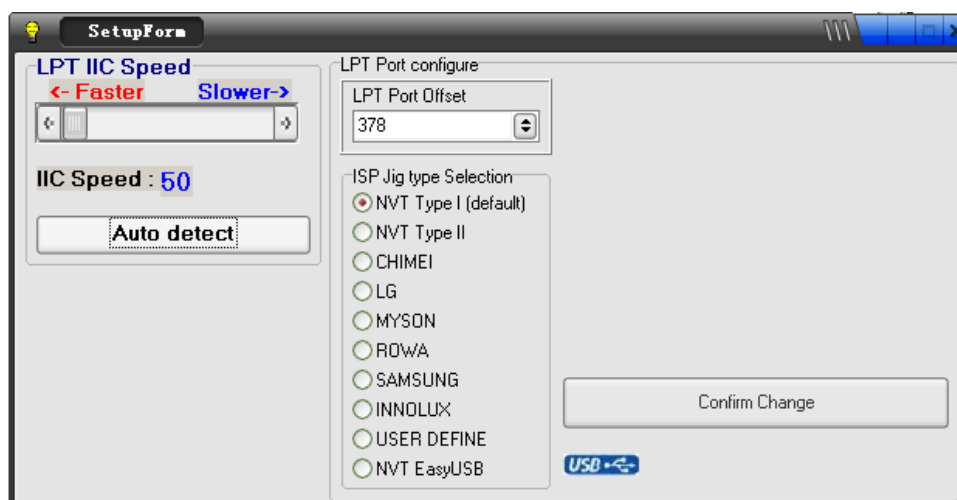 SetupForm
LPT IIC Speed
<- Faster Slower->
IIC Speed : 50
Auto detect
LPT Port configure
LPT Port Offset
378
ISP Jig type Selection
NVT Type I (default)
NVT Type II
CHIMEI
LG
MYSON
ROWA
SAMSUNG
INNOLUX
USER DEFINE
NVT EasyUSB
Confirm Change
USB